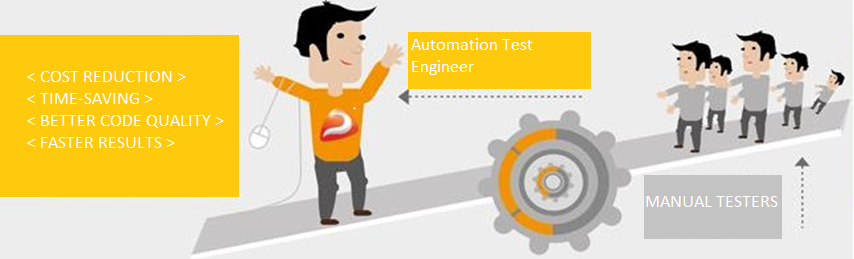 < COST REDUCTION >
< TIME-SAVING >
< BETTER CODE QUALITY >
< FASTER RESULTS >
Automation Test
Engineer
MANUAL TESTERS